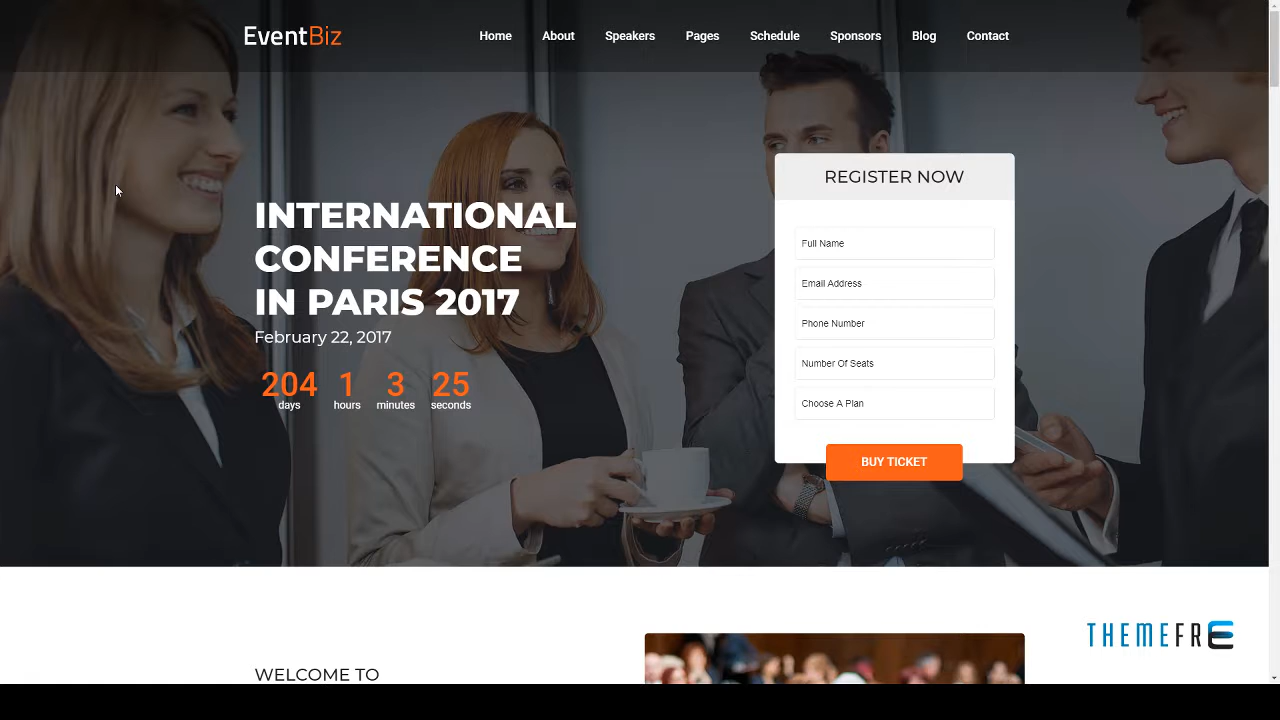 EventBiz
Home About Speakers Pages Schedule Sponsors Blog Contact
INTERNATIONAL
CONFERENCE
IN PARIS 2017
February 22, 2017
204 1 3 25
days hours minutes seconds
REGISTER NOW
Full Name
Email Address
Phone Number
Number Of Seats
Choose A Plan
BUY TICKET
WELCOME TO
THEMEFRE